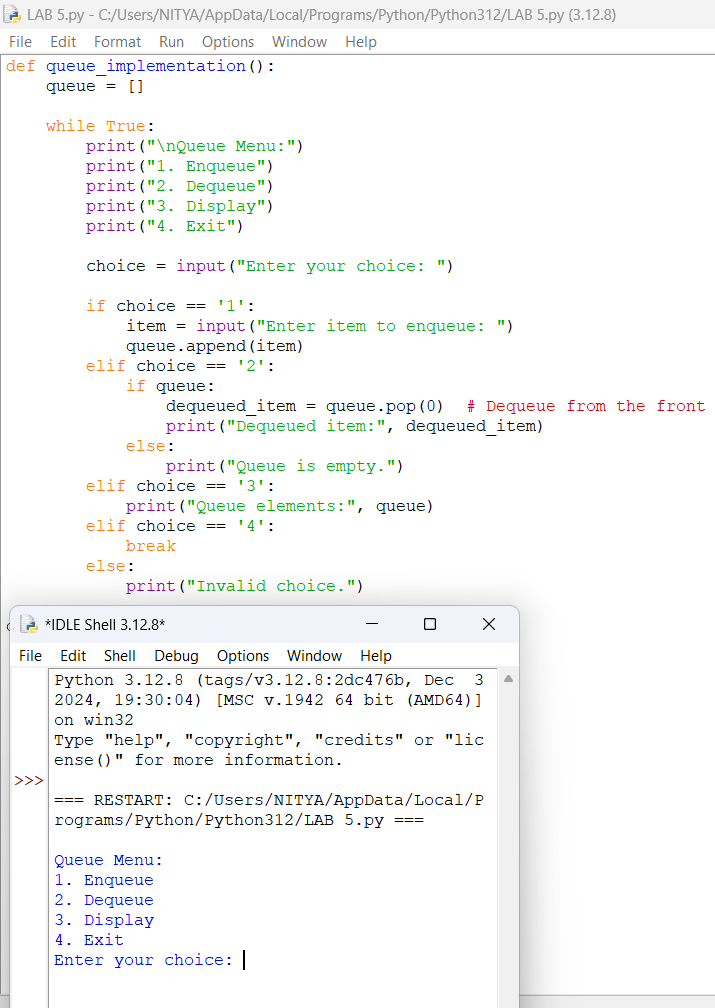 LAB 5.py - C:/Users/NITYA/AppData/Local/Programs/Python/Python312/LAB 5.py (3.12.8)
File Edit Format Run Options Window Help
def queue_implementation():
    queue = []

    while True:
        print("\nQueue Menu:")
        print("1. Enqueue")
        print("2. Dequeue")
        print("3. Display")
        print("4. Exit")

        choice = input("Enter your choice: ")

        if choice == '1':
            item = input("Enter item to enqueue: ")
            queue.append(item)
        elif choice == '2':
            if queue:
                dequeued_item = queue.pop(0)  # Dequeue from the front
                print("Dequeued item:", dequeued_item)
            else:
                print("Queue is empty.")
        elif choice == '3':
            print("Queue elements:", queue)
        elif choice == '4':
            break
        else:
            print("Invalid choice.")
*IDLE Shell 3.12.8*
File Edit Shell Debug Options Window Help
Python 3.12.8 (tags/v3.12.8:2dc476b, Dec  3
2024, 19:30:04) [MSC v.1942 64 bit (AMD64)]
on win32
Type "help", "copyright", "credits" or "lic
ense()" for more information.
>>>
=== RESTART: C:/Users/NITYA/AppData/Local/P
rograms/Python/Python312/LAB 5.py ===

Queue Menu:
1. Enqueue
2. Dequeue
3. Display
4. Exit
Enter your choice: